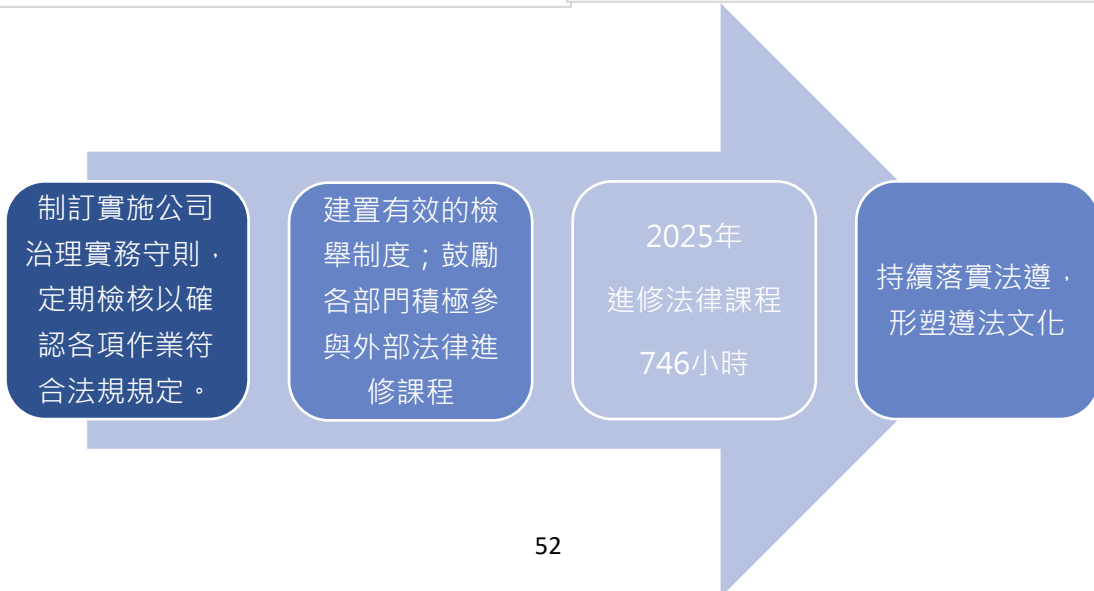 制訂實施公司
治理實務守則，
定期檢核以確
認各項作業符
合法規規定。
建置有效的檢
舉制度；鼓勵
各部門積極參
與外部法律進
修課程
2025年
進修法律課程
746小時
持續落實法遵，
形塑遵法文化
52